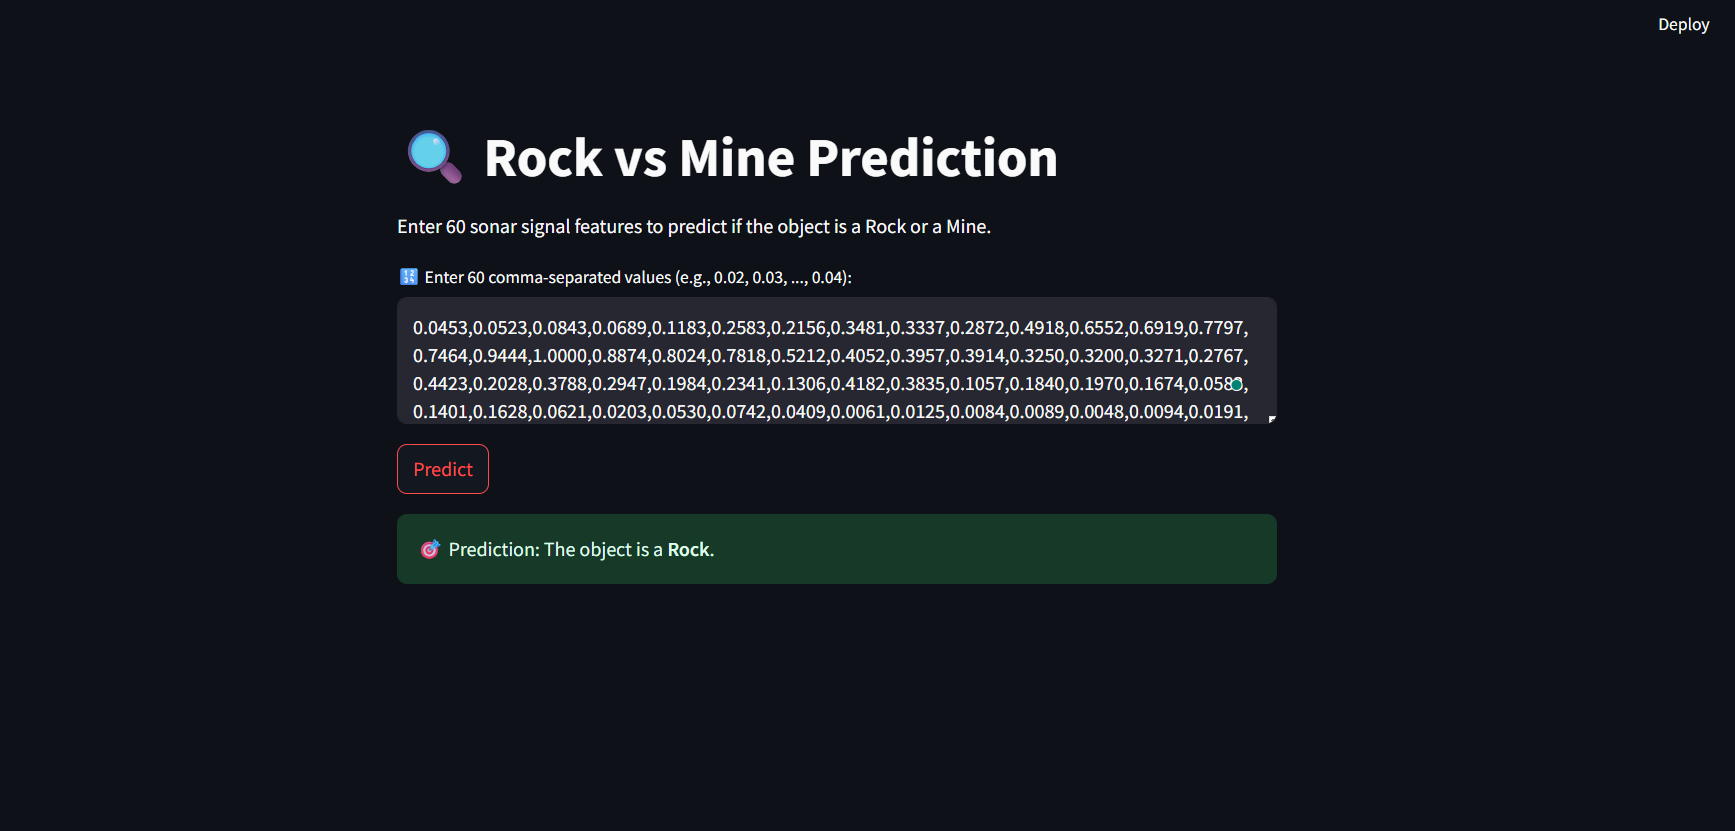 Deploy
Rock vs Mine Prediction
Enter 60 sonar signal features to predict if the object is a Rock or a Mine.
Enter 60 comma-separated values (e.g., 0.02, 0.03, ..., 0.04):
0.0453,0.0523,0.0843,0.0689,0.1183,0.2583,0.2156,0.3481,0.3337,0.2872,0.4918,0.6552,0.6919,0.7797,
0.7464,0.9444,1.0000,0.8874,0.8024,0.7818,0.5212,0.4052,0.3957,0.3914,0.3250,0.3200,0.3271,0.2767,
0.4423,0.2028,0.3788,0.2947,0.1984,0.2341,0.1306,0.4182,0.3835,0.1057,0.1840,0.1970,0.1674,
0.1401,0.1628,0.0621,0.0203,0.0530,0.0742,0.0409,0.0061,0.0125,0.0084,0.0089,0.0048,0.0094,0.0191,
Predict
Prediction: The object is a Rock.